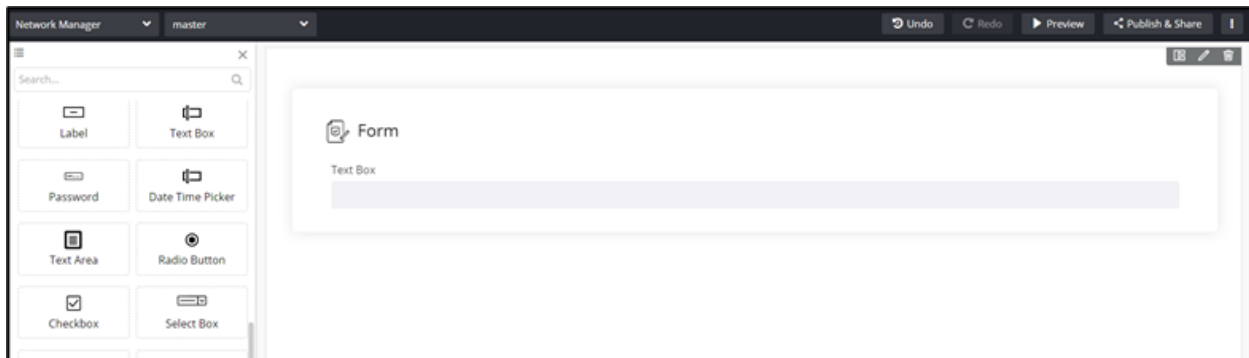 Network Manager master Undo Redo Preview Publish & Share
Search...
Label Text Box
Password Date Time Picker
Text Area Radio Button
Checkbox Select Box
Form
Text Box